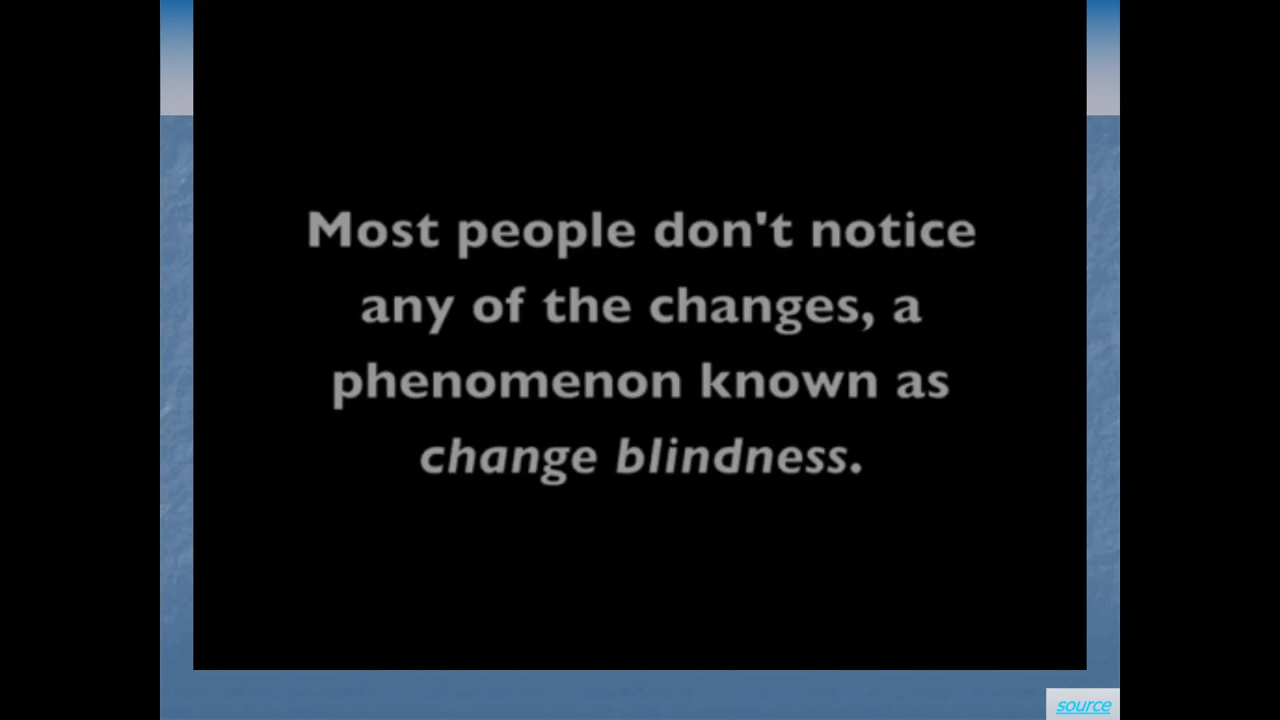 Most people don't notice
any of the changes, a
phenomenon known as
change blindness.
source